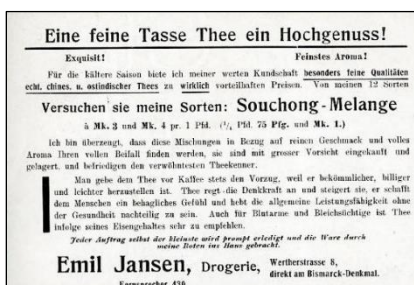 Eine feine Tasse Thee ein Hochgenuss!
Exquisit! Feinstes Aroma!
Für die kältere Saison biete ich meiner werten Kundschaft besonders feine Qualitäten
echt. chines. u. ostindischer Thees zu wirklich vorteilhaften Preisen. Von meinen 12 Sorten
Versuchen sie meine Sorten: Souchong-Melange
à Mk. 3 und Mk. 4 pr. 1 Pfd. (¼ Pfd. 75 Pfg. und Mk. 1.)
Ich bin überzeugt, dass diese Mischungen in Bezug auf reinen Geschmack und volles
Aroma Ihren vollen Beifall finden werden, sie sind mit grosser Vorsicht eingekauft und
gelagert, und befriedigen den verwöhntesten Theekenner.
Man gebe dem Thee vor Kaffee stets den Vorzug, weil er bekömmlicher, billiger
und leichter herzustellen ist. Thee regt die Denkkraft an und steigert sie, er schafft
dem Menschen ein behagliches Gefühl und hebt die allgemeine Leistungsfähigkeit ohne
der Gesundheit nachteilig zu sein. Auch für Blutarme und Bleichsüchtige ist Thee
infolge seines Eisengehaltes sehr zu empfehlen.
Jeder Auftrag selbst der kleinste wird prompt erledigt und die Ware durch
meine Boten ins Haus gebracht.
Emil Jansen, Drogerie, Wertherstrasse 8,
direkt am Bismarck-Denkmal.
Fernsprecher 436